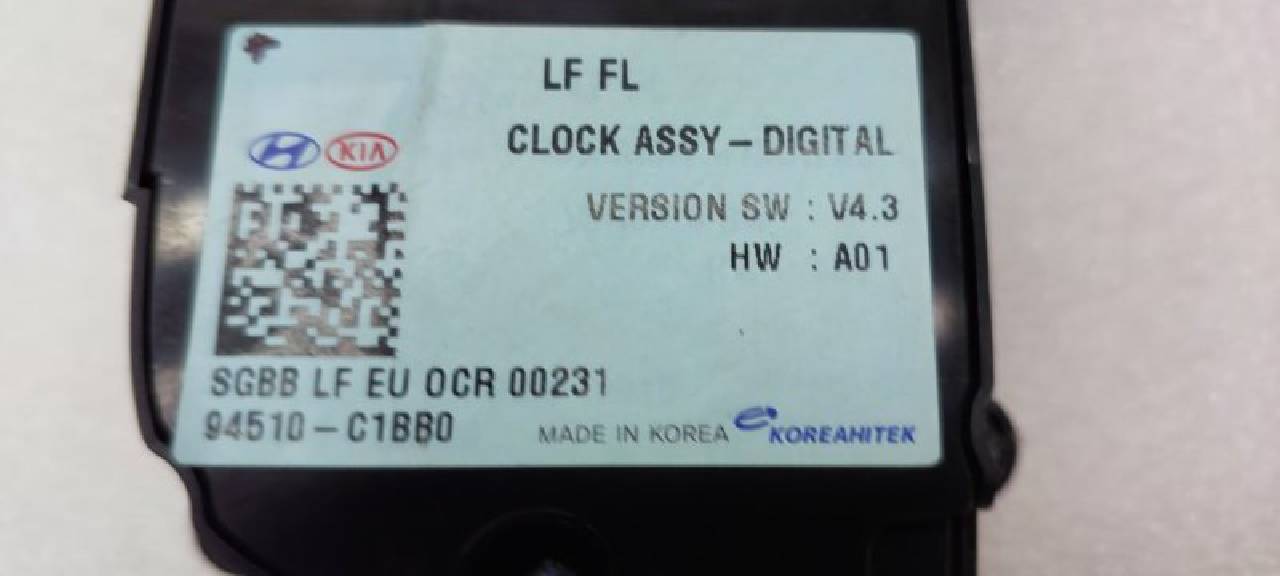 LF FL
CLOCK ASSY – DIGITAL
KIA
VERSION SW : V4.3
HW : A01
SGBB LF EU OCR 00231
94510 – C1BB0
MADE IN KOREA KOREAHITEK